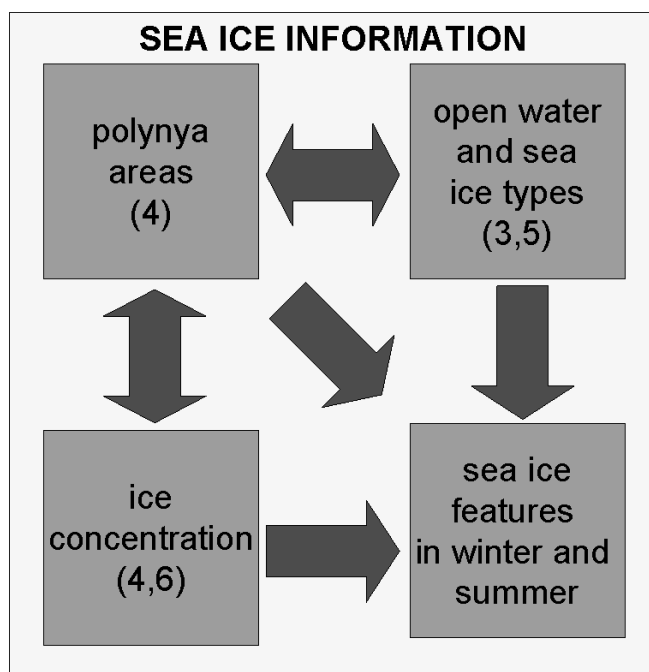 SEA ICE INFORMATION
polynya
areas
(4)
open water
and sea
ice types
(3,5)
ice
concentration
(4,6)
sea ice
features
in winter and
summer